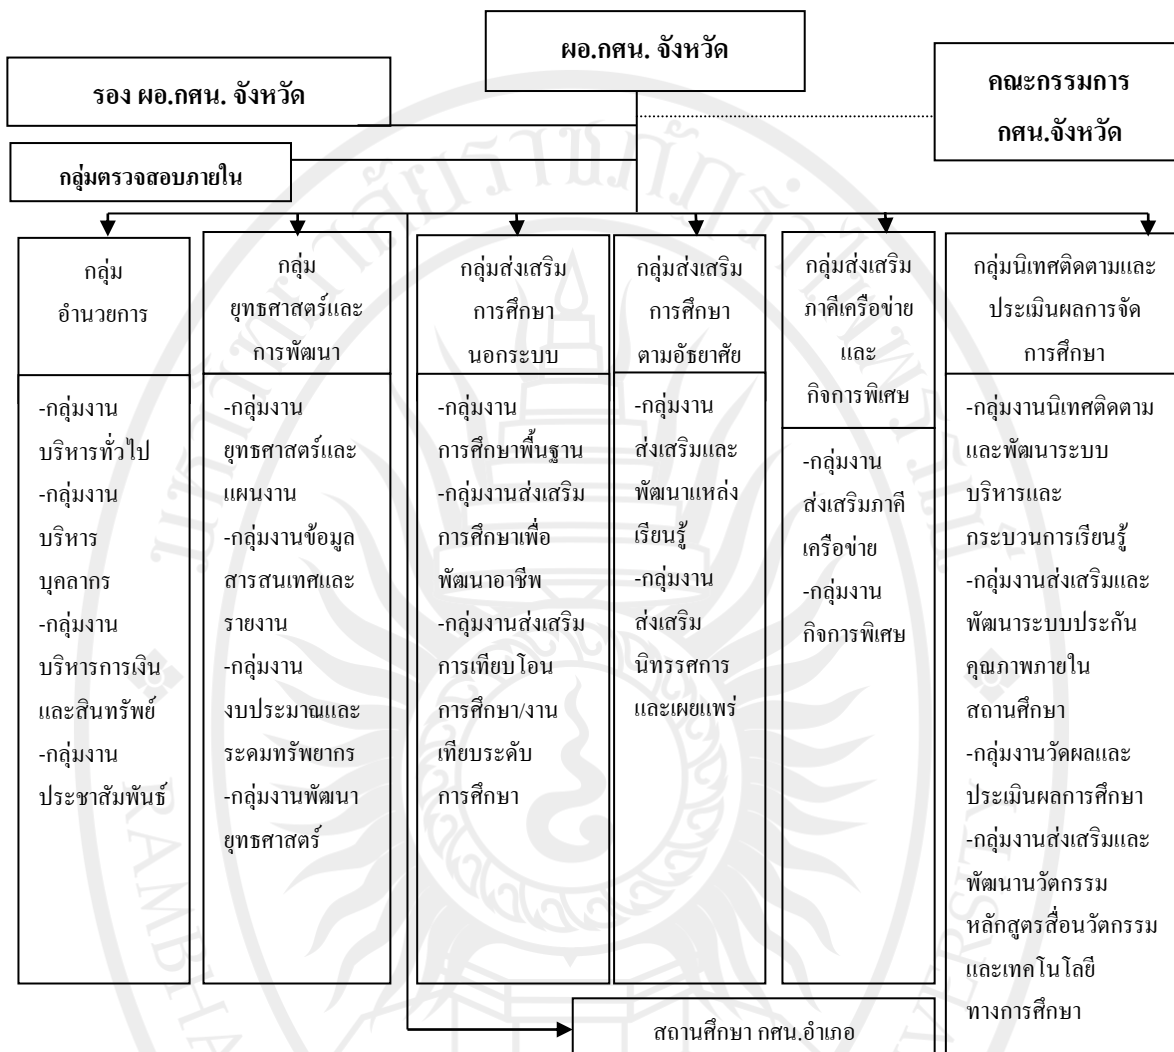 ผอ.กศน. จังหวัด
รอง ผอ.กศน. จังหวัด
คณะกรรมการ
กศน.จังหวัด
กลุ่มตรวจสอบภายใน
กลุ่ม
อำนวยการ
-กลุ่มงาน
บริหารทั่วไป
-กลุ่มงาน
บริหาร
บุคลากร
-กลุ่มงาน
บริหารการเงิน
และสินทรัพย์
-กลุ่มงาน
ประชาสัมพันธ์
กลุ่ม
ยุทธศาสตร์และ
การพัฒนา
-กลุ่มงาน
ยุทธศาสตร์และ
แผนงาน
-กลุ่มงานข้อมูล
สารสนเทศและ
รายงาน
-กลุ่มงาน
งบประมาณและ
ระดมทรัพยากร
-กลุ่มงานพัฒนา
ยุทธศาสตร์
กลุ่มส่งเสริม
การศึกษา
นอกระบบ
-กลุ่มงาน
การศึกษาพื้นฐาน
-กลุ่มงานส่งเสริม
การศึกษาเพื่อ
พัฒนาอาชีพ
-กลุ่มงานส่งเสริม
การเทียบโอน
การศึกษา/งาน
เทียบระดับ
การศึกษา
กลุ่มส่งเสริม
การศึกษา
ตามอัธยาศัย
-กลุ่มงาน
ส่งเสริมและ
พัฒนาแหล่ง
เรียนรู้
-กลุ่มงาน
ส่งเสริม
นิทรรศการ
และเผยแพร่
กลุ่มส่งเสริม
ภาคีเครือข่าย
และ
กิจการพิเศษ
-กลุ่มงาน
ส่งเสริมภาคี
เครือข่าย
-กลุ่มงาน
กิจการพิเศษ
กลุ่มนิเทศติดตามและ
ประเมินผลการจัด
การศึกษา
-กลุ่มงานนิเทศติดตาม
และพัฒนาระบบ
บริหารและ
กระบวนการเรียนรู้
-กลุ่มงานส่งเสริมและ
พัฒนาระบบประกัน
คุณภาพภายใน
สถานศึกษา
-กลุ่มงานวัดผลและ
ประเมินผลการศึกษา
-กลุ่มงานส่งเสริมและ
พัฒนานวัตกรรม
หลักสูตรสื่อนวัตกรรม
และเทคโนโลยี
ทางการศึกษา
สถานศึกษา กศน.อำเภอ